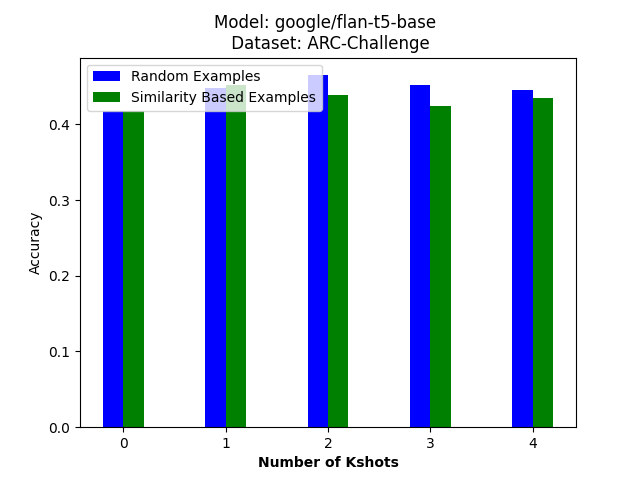 Model: google/flan-t5-base
Dataset: ARC-Challenge
Random Examples
Similarity Based Examples
Accuracy
0.4
0.3
0.2
0.1
0.0
0 1 2 3 4
Number of Kshots